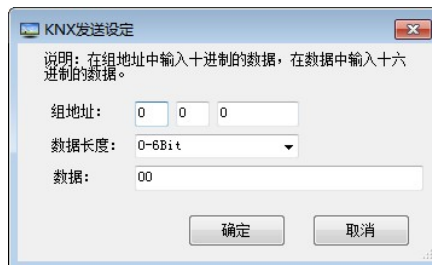 KNX发送设定
说明：在组地址中输入十进制的数据，在数据中输入十六
进制的数据。
组地址： 0 0 0
数据长度： 0-6Bit
数据： 00
确定 取消